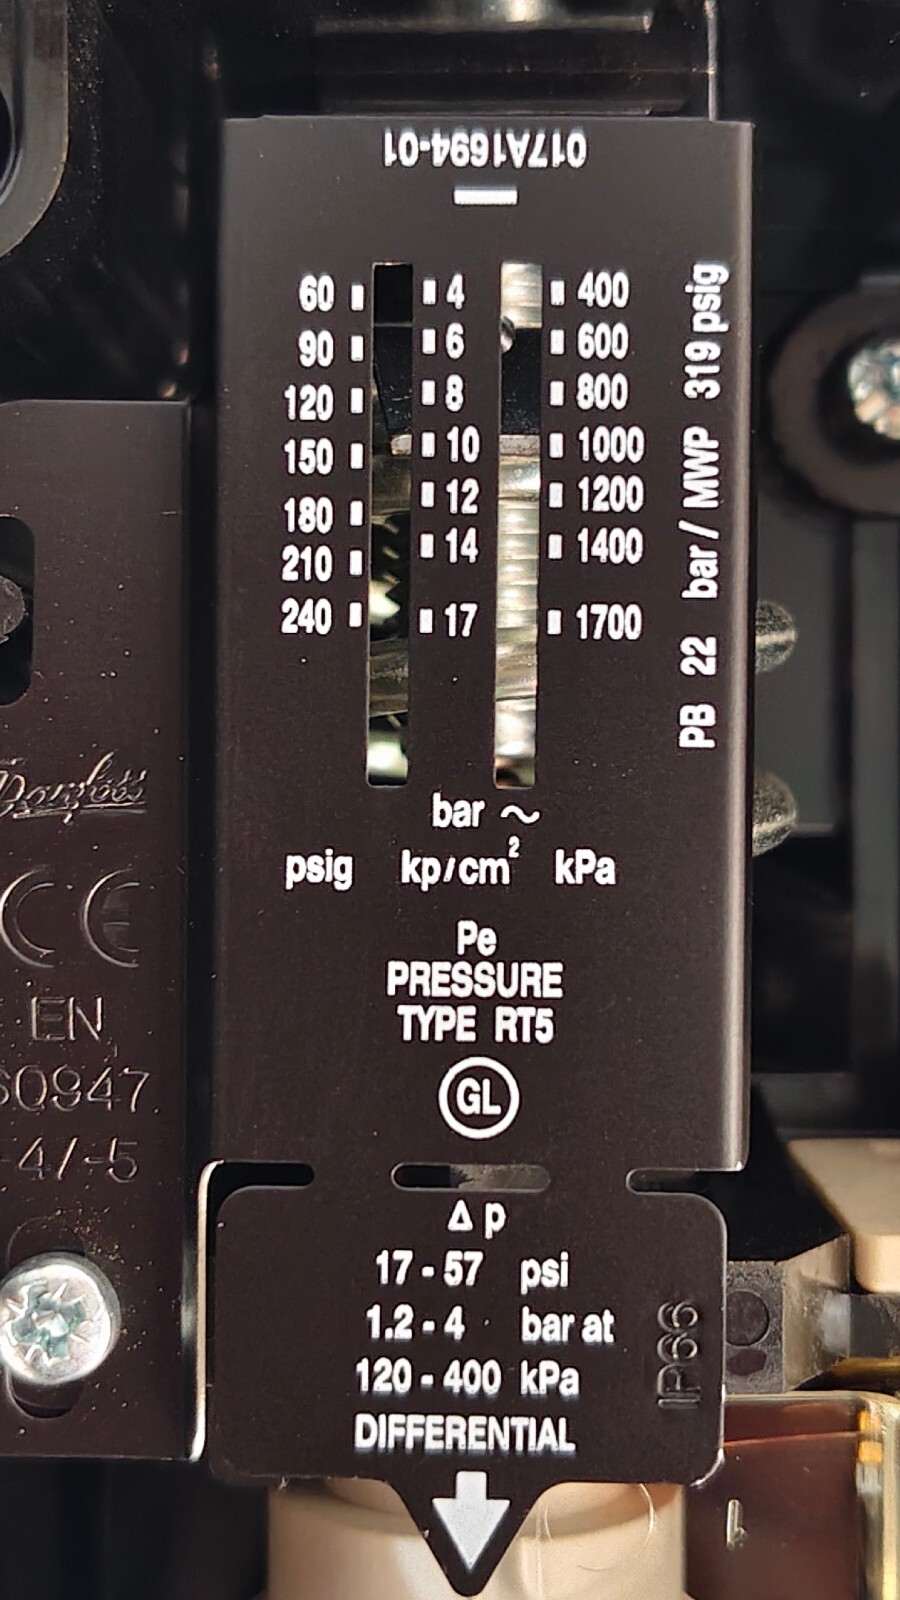 017A1694-01
60 4 400
90 6 600
120 8 800
150 10 1000
180 12 1200
210 14 1400
240 17 1700
PB 22 bar / MWP 319 psig
bar ~
psig kp/cm² kPa
Pe
PRESSURE
TYPE RT5
GL
Δ p
17 - 57 psi
1.2 - 4 bar at
120 - 400 kPa
DIFFERENTIAL
IP66
Danfoss
CE
EN
60947
-4/-5